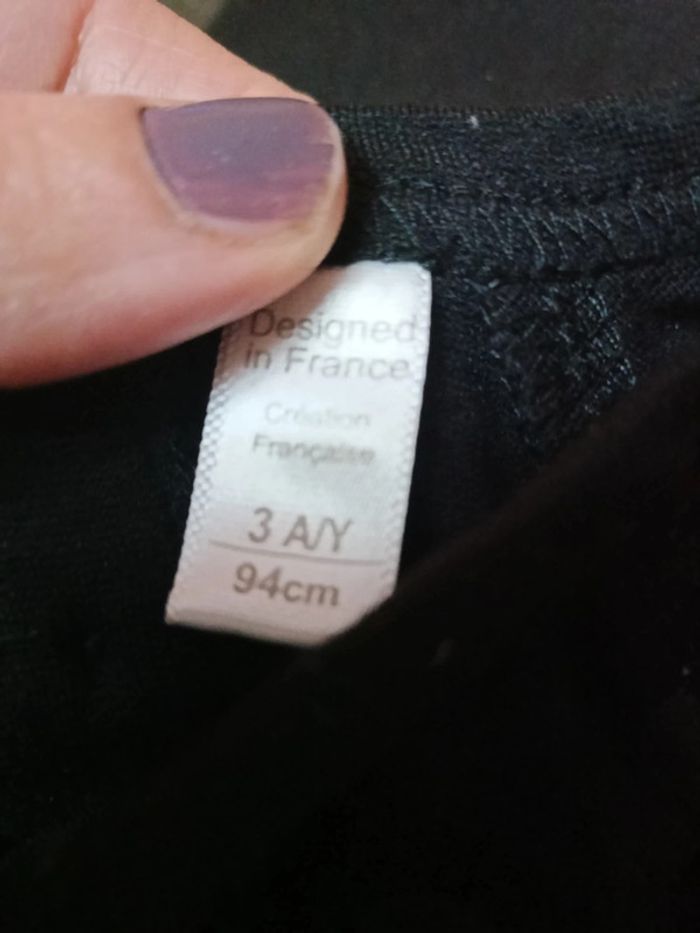 Designed
in France
Création
Française
3 A/Y
94cm